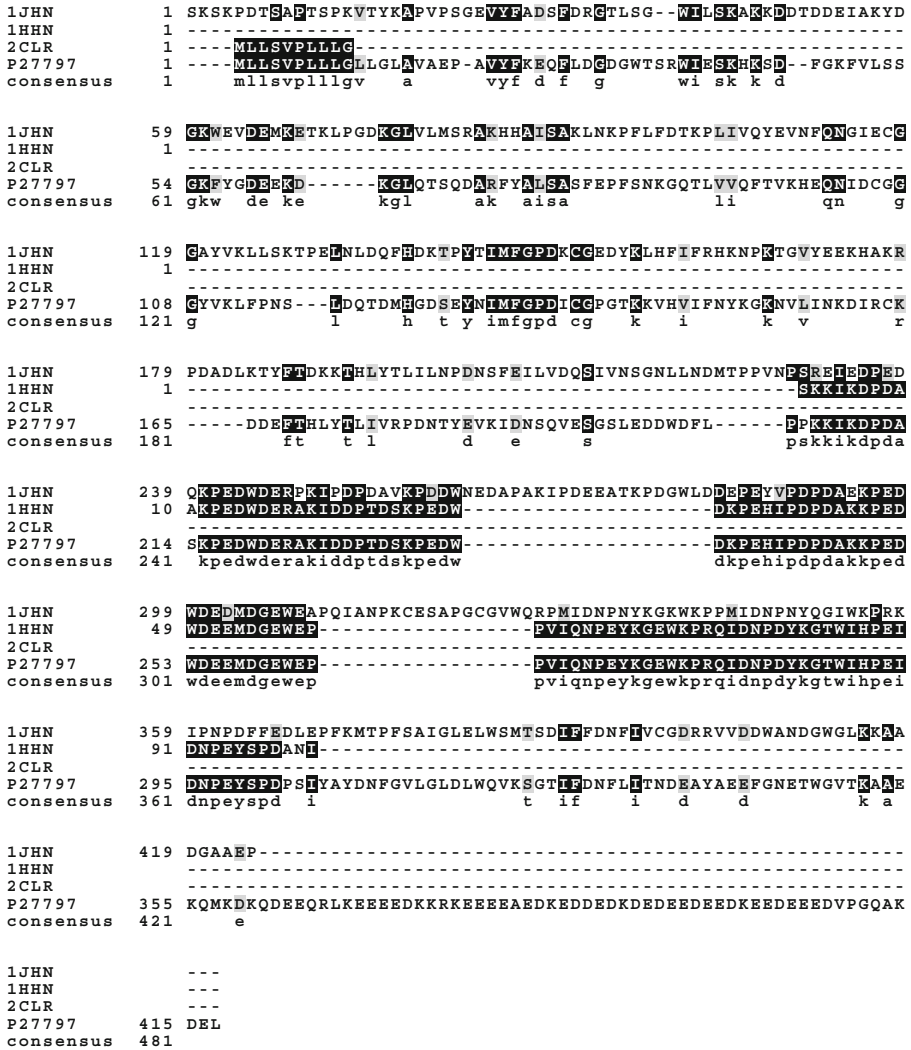 1JHN 1 SKSKPDTSAPTSPKVTYKAPVPSGEVYFADSFDRGTLSG--WILSKAKKDDTDDEIAKYD
1HHN 1 ------------------------------------------------------------
2CLR 1 ----MLLSVPLLLG----------------------------------------------
P27797 1 ----MLLSVPLLLGLLGLAVAEP-AVYFKEQFLDGDGWTSRWIESKHKSD--FGKFVLSS
consensus 1 mllsvplllgv a vyf d f g wi sk k d
1JHN 59 GKWEVDEMKETKLPGDKGLVLMSRAKHHAISAKLNKPFLFDTKPLIVQYEVNFQNGIECG
1HHN 1 ------------------------------------------------------------
2CLR ------------------------------------------------------------
P27797 54 GKFYGDEEKD------KGLQTSQDARFYALSASFEPFSNKGQTLVVQFTVKHEQNIDCGG
consensus 61 gkw de ke kgl ak aisa li qn g
1JHN 119 GAYVKLLSKTPELNLDQFHDKTPYTIMFGPDKCGEDYKLHFIFRHKNPKTGVYEEKHAKR
1HHN 1 ------------------------------------------------------------
2CLR ------------------------------------------------------------
P27797 108 GYVKLFPNS---LDQTDMHGDSEYNIMFGPDICGPGTKKVHVIFNYKGKNVLINKDIRCK
consensus 121 g l h t y imfgpd cg k i k v r
1JHN 179 PDADLKTYFTDKKTHLYTLILNPDNSFEILVDQSIVNSGNLLNDMTPPVNPSREIEDPED
1HHN 1 ---------------------------------------------------SKKIKDPDA
2CLR ------------------------------------------------------------
P27797 165 -----DDEFTHLYTLIVRPDNTYEVKIDNSQVESGSLEDDWDFL------PPKKIKDPDA
consensus 181 ft t l d e s pskkikdpda
1JHN 239 QKPEDWDERPKIPDPDAVKPDDWNEDAPAKIPDEEATKPDGWLDDEPEYVPDPDAEKPED
1HHN 10 AKPEDWDERAKIDDPTDSKPEDW---------------------DKPEHIPDPDAKKPED
2CLR ------------------------------------------------------------
P27797 214 SKPEDWDERAKIDDPTDSKPEDW---------------------DKPEHIPDPDAKKPED
consensus 241 kpedwderakiddptdskpedw dkpehipdpdakkped
1JHN 299 WDEDMDGEWEAPQIANPKCESAPGCGVWQRPMIDNPNYKGKWKPPMIDNPNYQGIWKPRK
1HHN 49 WDEEMDGEWEP------------------PVIQNPEYKGEWKPRQIDNPDYKGTWIHPEI
2CLR ------------------------------------------------------------
P27797 253 WDEEMDGEWEP------------------PVIQNPEYKGEWKPRQIDNPDYKGTWIHPEI
consensus 301 wdeemdgewep pviqnpeykgewkprqidnpdykgtwihpei
1JHN 359 IPNPDFFEDLEPFKMTPFSAIGLELWSMTSDIFFDNFIVCGDRRVVDDWANDGWGLKKAA
1HHN 91 DNPEYSPDANI-------------------------------------------------
2CLR ------------------------------------------------------------
P27797 295 DNPEYSPDPSIYAYDNFGVLGLDLWQVKSGTIFDNFLITNDEAYAEEFGNETWGVTKAAE
consensus 361 dnpeyspd i t if i d d k a
1JHN 419 DGAAEP------------------------------------------------------
1HHN ------------------------------------------------------------
2CLR ------------------------------------------------------------
P27797 355 KQMKDKQDEEQRLKEEEEDKKRKEEEEAEDKEDDEDKDEDEEDEEDKEEDEEEDVPGQAK
consensus 421 e
1JHN ---
1HHN ---
2CLR ---
P27797 415 DEL
consensus 481